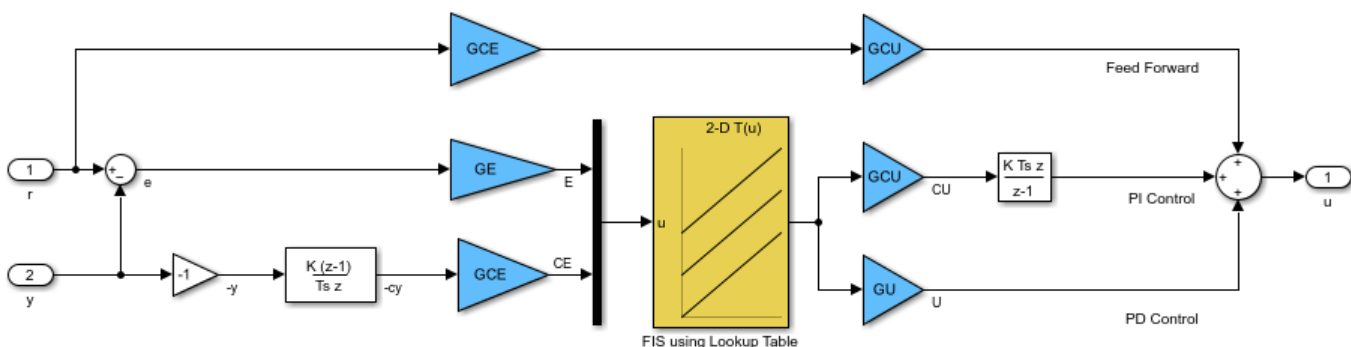 GCE
GCU
Feed Forward
2-D T(u)
1
r
+
−
e
GE
E
GCU
CU
K Ts z
z-1
PI Control
+
+
+
1
u
u
2
y
-1
-y
K (z-1)
Ts z
-cy
GCE
CE
GU
U
PD Control
FIS using Lookup Table